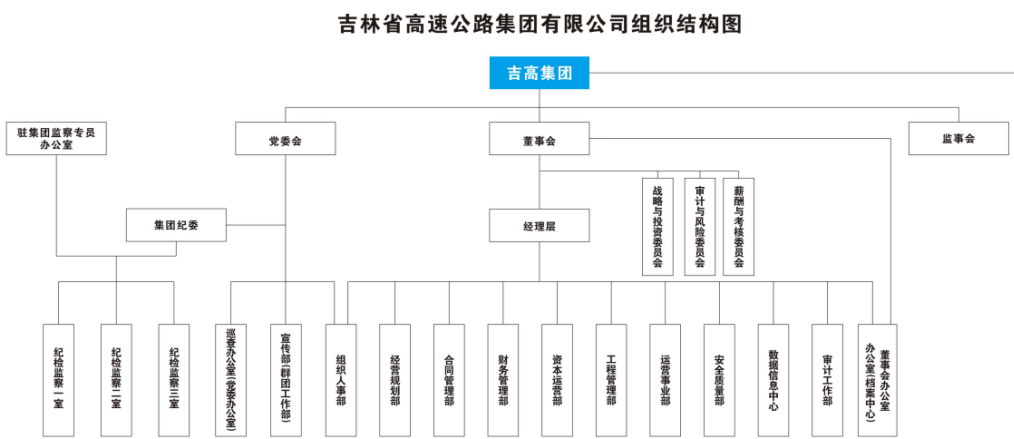 吉林省高速公路集团有限公司组织结构图
吉高集团
驻集团监察专员
办公室
党委会
董事会
监事会
集团纪委
经理层
战略与投资委员会
审计与风险委员会
薪酬与考核委员会
纪检监察一室
纪检监察二室
纪检监察三室
巡查办公室(党委办公室)
宣传部(群团工作部)
组织人事部
经营规划部
合同管理部
财务管理部
资本运营部
工程管理部
运营事业部
安全质量部
数据信息中心
审计工作部
董事会办公室
办公室(档案中心)